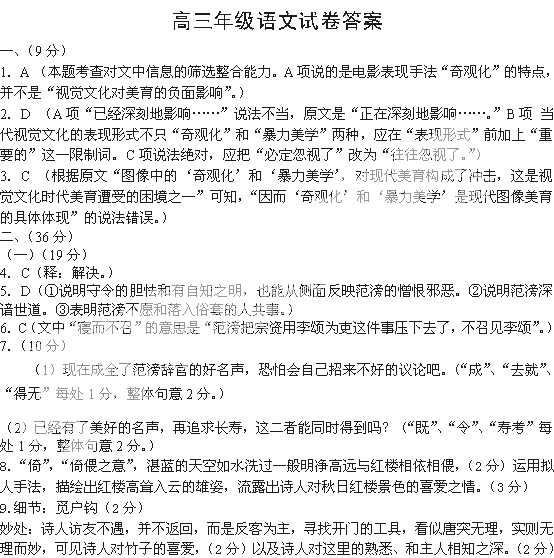 高三年级语文试卷答案
一、（9分）
1. A （本题考查对文中信息的筛选整合能力。A项说的是电影表现手法“奇观化”的特点，
并不是“视觉文化对美育的负面影响”。）
2. D （A项“已经深刻地影响……”说法不当，原文是“正在深刻地影响……。”B项 当
代视觉文化的表现形式不只“奇观化”和“暴力美学”两种，应在“表现形式”前加上“重
要的”这一限制词。C项说法绝对，应把“必定忽视了”改为“往往忽视了。”）
3. C （根据原文“图像中的‘奇观化’和‘暴力美学’，对现代美育构成了冲击，这是视
觉文化时代美育遭受的困境之一”可知，“因而‘奇观化’和‘暴力美学’是现代图像美育
的具体体现”的说法错误。）
二、（36分）
（一）（19分）
4. C（释：解决。）
5. D（①说明守令的胆怯和有自知之明，也能从侧面反映范滂的憎恨邪恶。②说明范滂深
谙世道。③表明范滂不愿和落入俗套的人共事。）
6. C（文中“寝而不召”的意思是“范滂把宗资用李颂为吏这件事压下去了，不召见李颂”。）
7.（10分）
（1）现在成全了范滂辞官的好名声，恐怕会自己招来不好的议论吧。（“成”、“去就”、
“得无”每处1分，整体句意2分。）
（2）已经有了美好的名声，再追求长寿，这二者能同时得到吗？（“既”、“令”、“寿考”每
处1分，整体句意2分。）
8.“倚”，“倚偎之意”，湛蓝的天空如水洗过一般明净高远与红楼相依相偎，（2分）运用拟
人手法，描绘出红楼高耸入云的雄姿，流露出诗人对秋日红楼景色的喜爱之情。（3分）
9.细节：觅户钩（2分）
妙处：诗人访友不遇，并不返回，而是反客为主，寻找开门的工具，看似唐突无理，实则无
理而妙，可见诗人对竹子的喜爱，（2分）以及诗人对这里的熟悉、和主人相知之深。（2分）